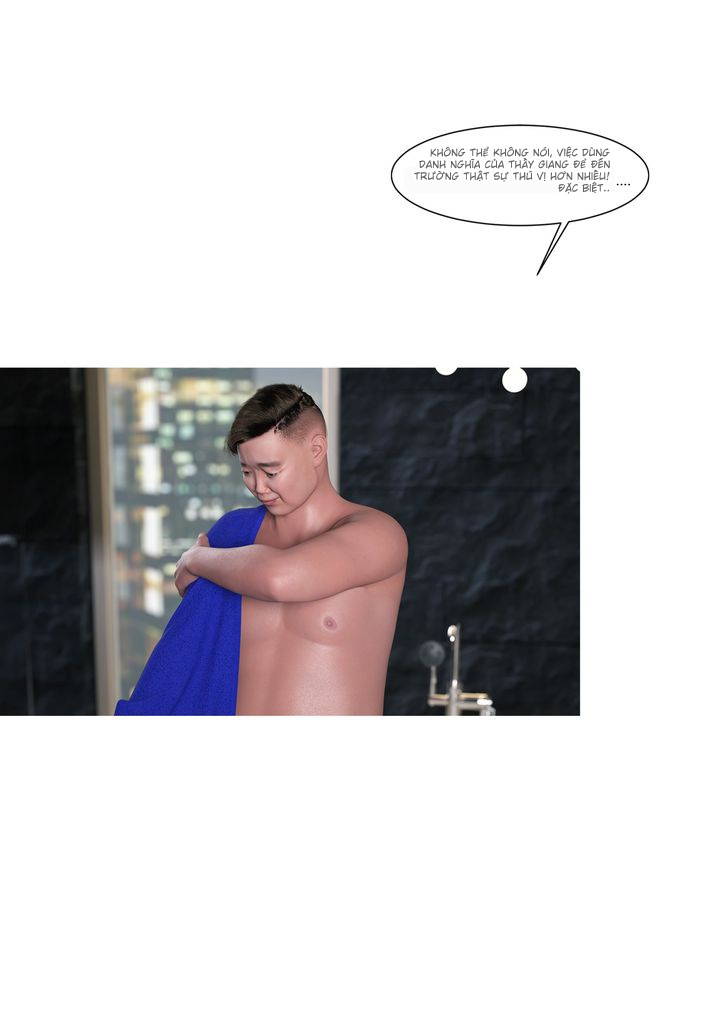 KHÔNG THỂ KHÔNG NÓI, VIỆC DÙNG
DANH NGHĨA CỦA THẦY GIANG ĐỂ ĐẾN
TRƯỜNG THẬT SỰ THÚ VỊ HƠN NHIỀU!
ĐẶC BIỆT.. ....